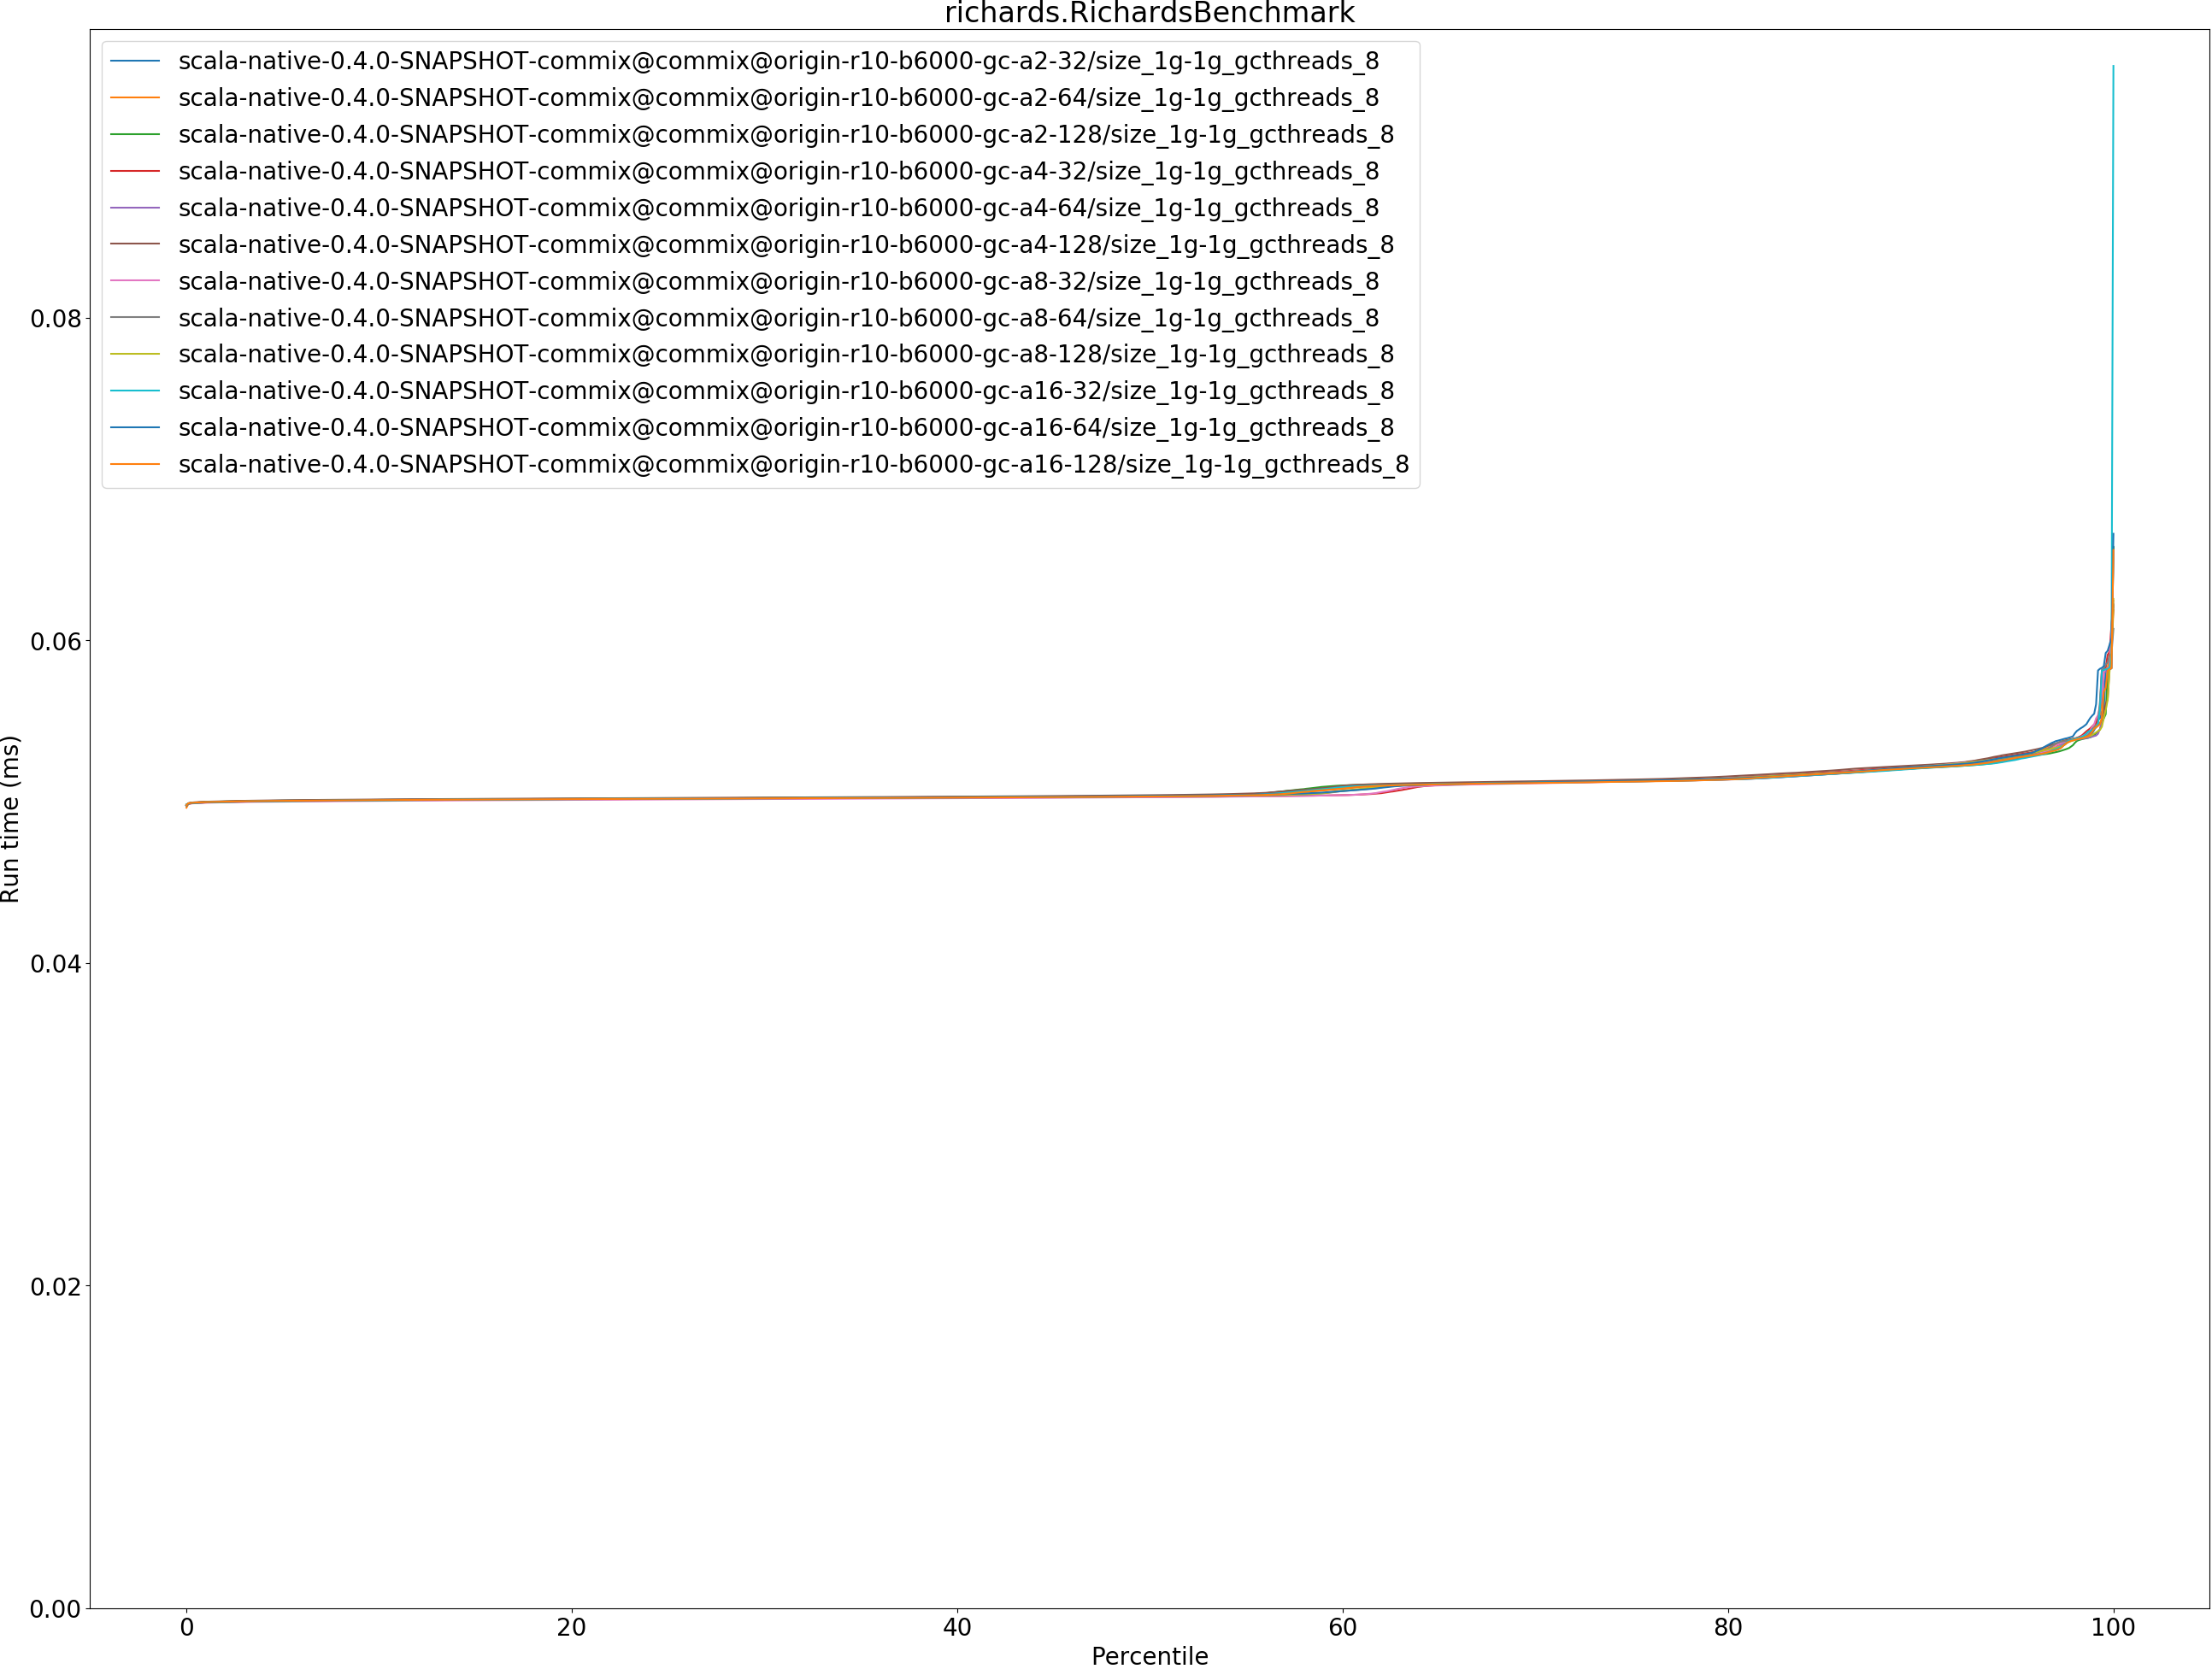 richards.RichardsBenchmark
scala-native-0.4.0-SNAPSHOT-commix@commix@origin-r10-b6000-gc-a2-32/size_1g-1g_gcthreads_8
scala-native-0.4.0-SNAPSHOT-commix@commix@origin-r10-b6000-gc-a2-64/size_1g-1g_gcthreads_8
scala-native-0.4.0-SNAPSHOT-commix@commix@origin-r10-b6000-gc-a2-128/size_1g-1g_gcthreads_8
scala-native-0.4.0-SNAPSHOT-commix@commix@origin-r10-b6000-gc-a4-32/size_1g-1g_gcthreads_8
scala-native-0.4.0-SNAPSHOT-commix@commix@origin-r10-b6000-gc-a4-64/size_1g-1g_gcthreads_8
scala-native-0.4.0-SNAPSHOT-commix@commix@origin-r10-b6000-gc-a4-128/size_1g-1g_gcthreads_8
scala-native-0.4.0-SNAPSHOT-commix@commix@origin-r10-b6000-gc-a8-32/size_1g-1g_gcthreads_8
scala-native-0.4.0-SNAPSHOT-commix@commix@origin-r10-b6000-gc-a8-64/size_1g-1g_gcthreads_8
scala-native-0.4.0-SNAPSHOT-commix@commix@origin-r10-b6000-gc-a8-128/size_1g-1g_gcthreads_8
scala-native-0.4.0-SNAPSHOT-commix@commix@origin-r10-b6000-gc-a16-32/size_1g-1g_gcthreads_8
scala-native-0.4.0-SNAPSHOT-commix@commix@origin-r10-b6000-gc-a16-64/size_1g-1g_gcthreads_8
scala-native-0.4.0-SNAPSHOT-commix@commix@origin-r10-b6000-gc-a16-128/size_1g-1g_gcthreads_8
0.08
0.06
0.04
0.02
0.00
Run time (ms)
0 20 40 60 80 100
Percentile